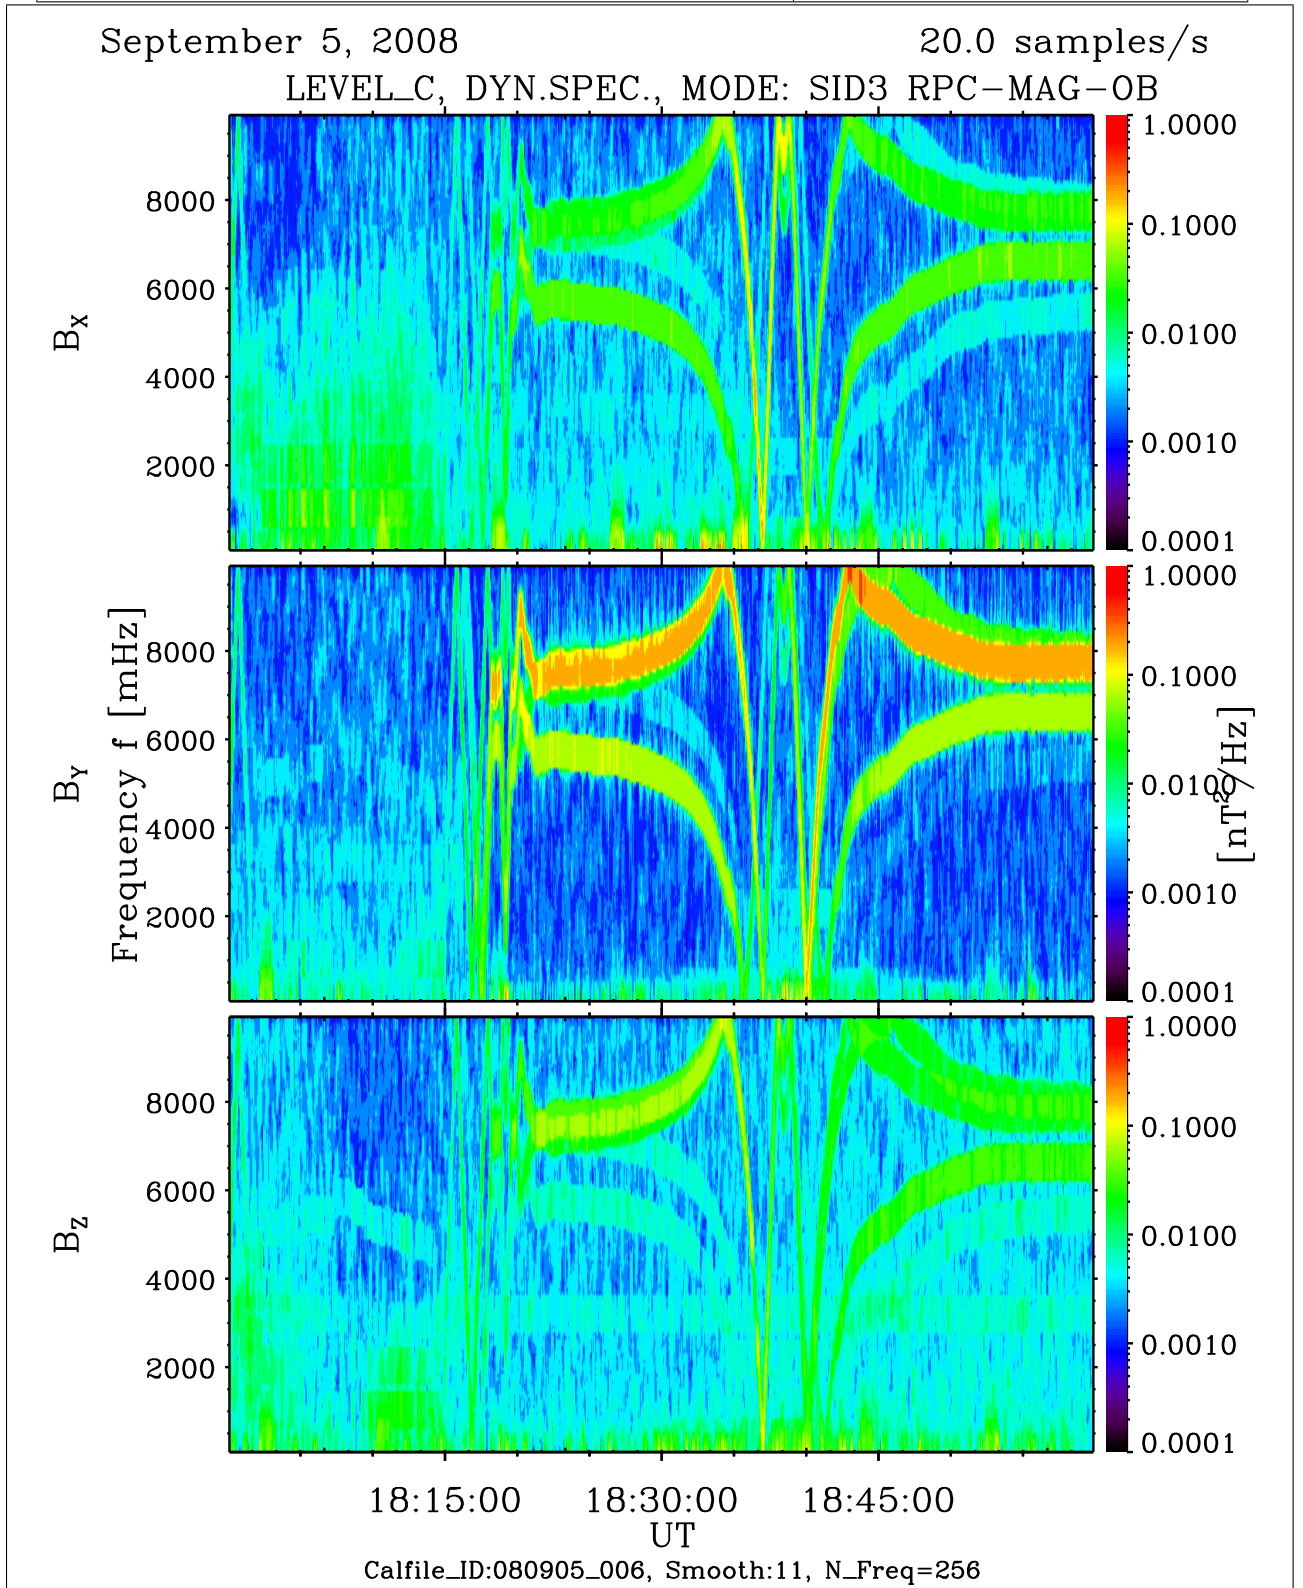 September 5, 2008 20.0 samples/s
LEVEL_C, DYN.SPEC., MODE: SID3 RPC-MAG-OB
8000
6000
4000
2000
BX
1.0000
0.1000
0.0100
0.0010
0.0001
8000
6000
4000
2000
BY
Frequency f [mHz]
1.0000
0.1000
0.0100
0.0010
0.0001
[nT2/Hz]
8000
6000
4000
2000
BZ
1.0000
0.1000
0.0100
0.0010
0.0001
18:15:00 18:30:00 18:45:00
UT
Calfile_ID:080905_006, Smooth:11, N_Freq=256